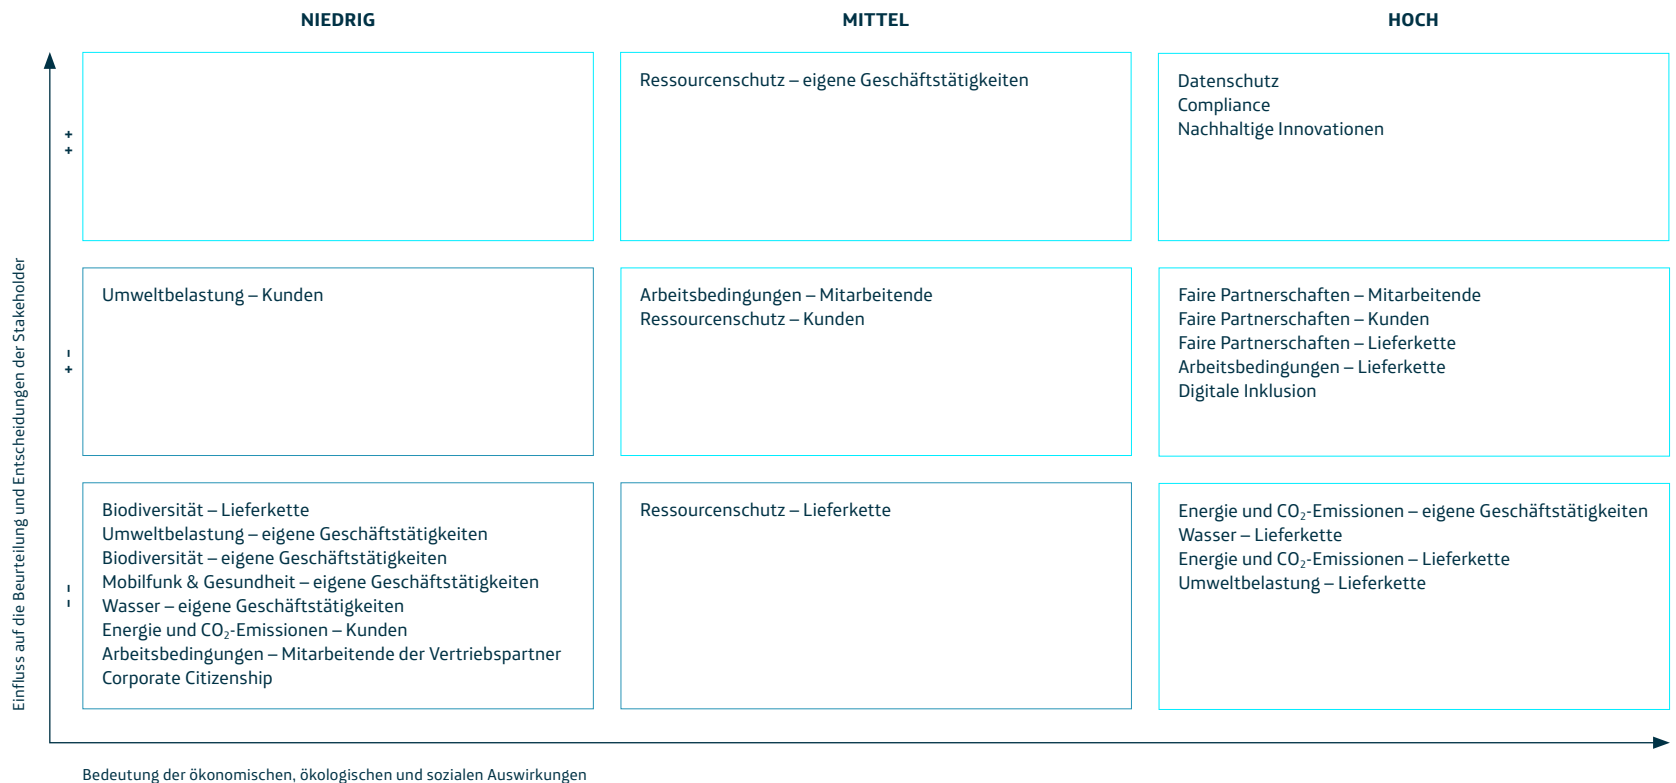 NIEDRIG
MITTEL
HOCH
Einfluss auf die Beurteilung und Entscheidungen der Stakeholder
+ +
Ressourcenschutz – eigene Geschäftstätigkeiten
Datenschutz
Compliance
Nachhaltige Innovationen
+ -
Umweltbelastung – Kunden
Arbeitsbedingungen – Mitarbeitende
Ressourcenschutz – Kunden
Faire Partnerschaften – Mitarbeitende
Faire Partnerschaften – Kunden
Faire Partnerschaften – Lieferkette
Arbeitsbedingungen – Lieferkette
Digitale Inklusion
- -
Biodiversität – Lieferkette
Umweltbelastung – eigene Geschäftstätigkeiten
Biodiversität – eigene Geschäftstätigkeiten
Mobilfunk & Gesundheit – eigene Geschäftstätigkeiten
Wasser – eigene Geschäftstätigkeiten
Energie und CO₂-Emissionen – Kunden
Arbeitsbedingungen – Mitarbeitende der Vertriebspartner
Corporate Citizenship
Ressourcenschutz – Lieferkette
Energie und CO₂-Emissionen – eigene Geschäftstätigkeiten
Wasser – Lieferkette
Energie und CO₂-Emissionen – Lieferkette
Umweltbelastung – Lieferkette
Bedeutung der ökonomischen, ökologischen und sozialen Auswirkungen